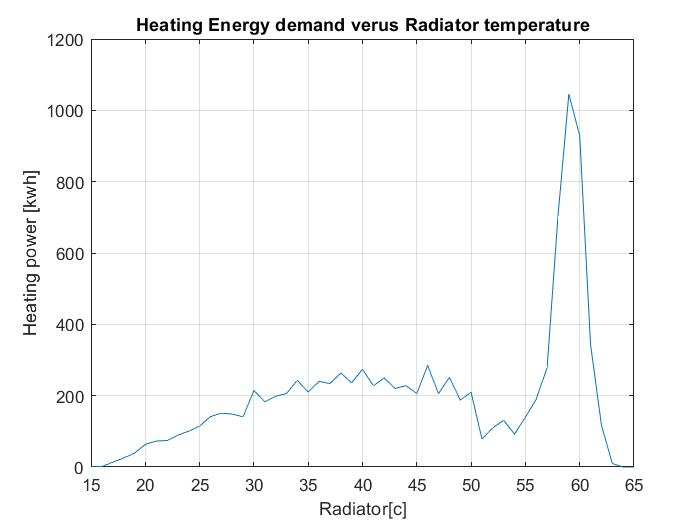 Heating Energy demand verus Radiator temperature
1200
1000
800
600
400
200
0
Heating power [kwh]
15 20 25 30 35 40 45 50 55 60 65
Radiator[c]